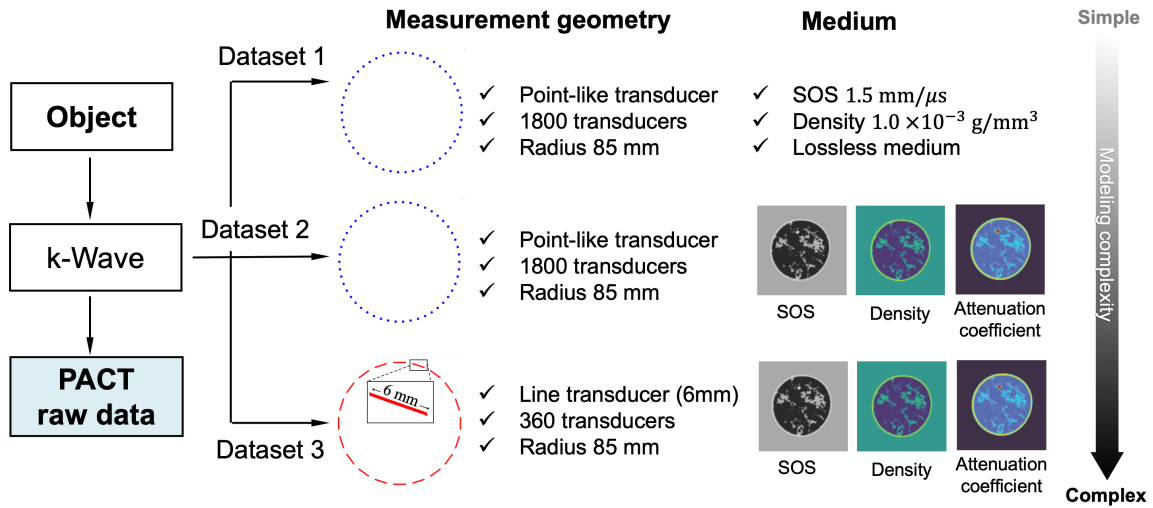 Measurement geometry
Medium
Simple
Dataset 1
Object
✓ Point-like transducer
✓ 1800 transducers
✓ Radius 85 mm
✓ SOS 1.5 mm/μs
✓ Density 1.0 ×10⁻³ g/mm³
✓ Lossless medium
Modeling complexity
k-Wave
Dataset 2
✓ Point-like transducer
✓ 1800 transducers
✓ Radius 85 mm
SOS
Density
Attenuation
coefficient
PACT
raw data
Dataset 3
6 mm
✓ Line transducer (6mm)
✓ 360 transducers
✓ Radius 85 mm
SOS
Density
Attenuation
coefficient
Complex